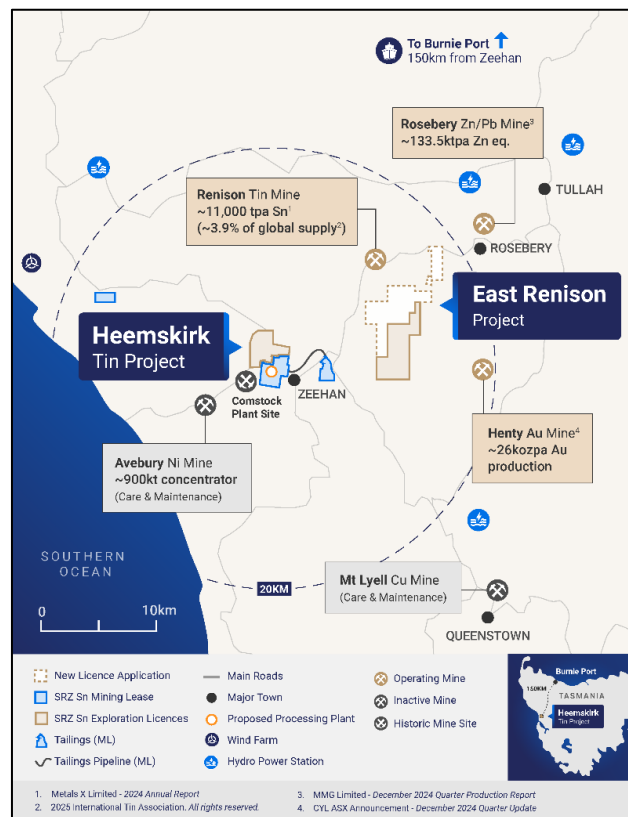 To Burnie Port
150km from Zeehan
Rosebery Zn/Pb Mine³
~133.5ktpa Zn eq.
Renison Tin Mine
~11,000 tpa Sn¹
(~3.9% of global supply²)
TULLAH
ROSEBERY
East Renison
Project
Heemskirk
Tin Project
ZEEHAN
Comstock
Plant Site
Avebury Ni Mine
~900kt concentrator
(Care & Maintenance)
Henty Au Mine⁴
~26kozpa Au
production
SOUTHERN
OCEAN
0 10km
20KM
Mt Lyell Cu Mine
(Care & Maintenance)
QUEENSTOWN
New Licence Application
SRZ Sn Mining Lease
SRZ Sn Exploration Licences
Tailings (ML)
Tailings Pipeline (ML)
Main Roads
Major Town
Proposed Processing Plant
Wind Farm
Hydro Power Station
Operating Mine
Inactive Mine
Historic Mine Site
Burnie Port
150KM
TASMANIA
Heemskirk
Tin Project
1. Metals X Limited - 2024 Annual Report
2. 2025 International Tin Association. All rights reserved.
3. MMG Limited - December 2024 Quarter Production Report
4. CYL ASX Announcement - December 2024 Quarter Update